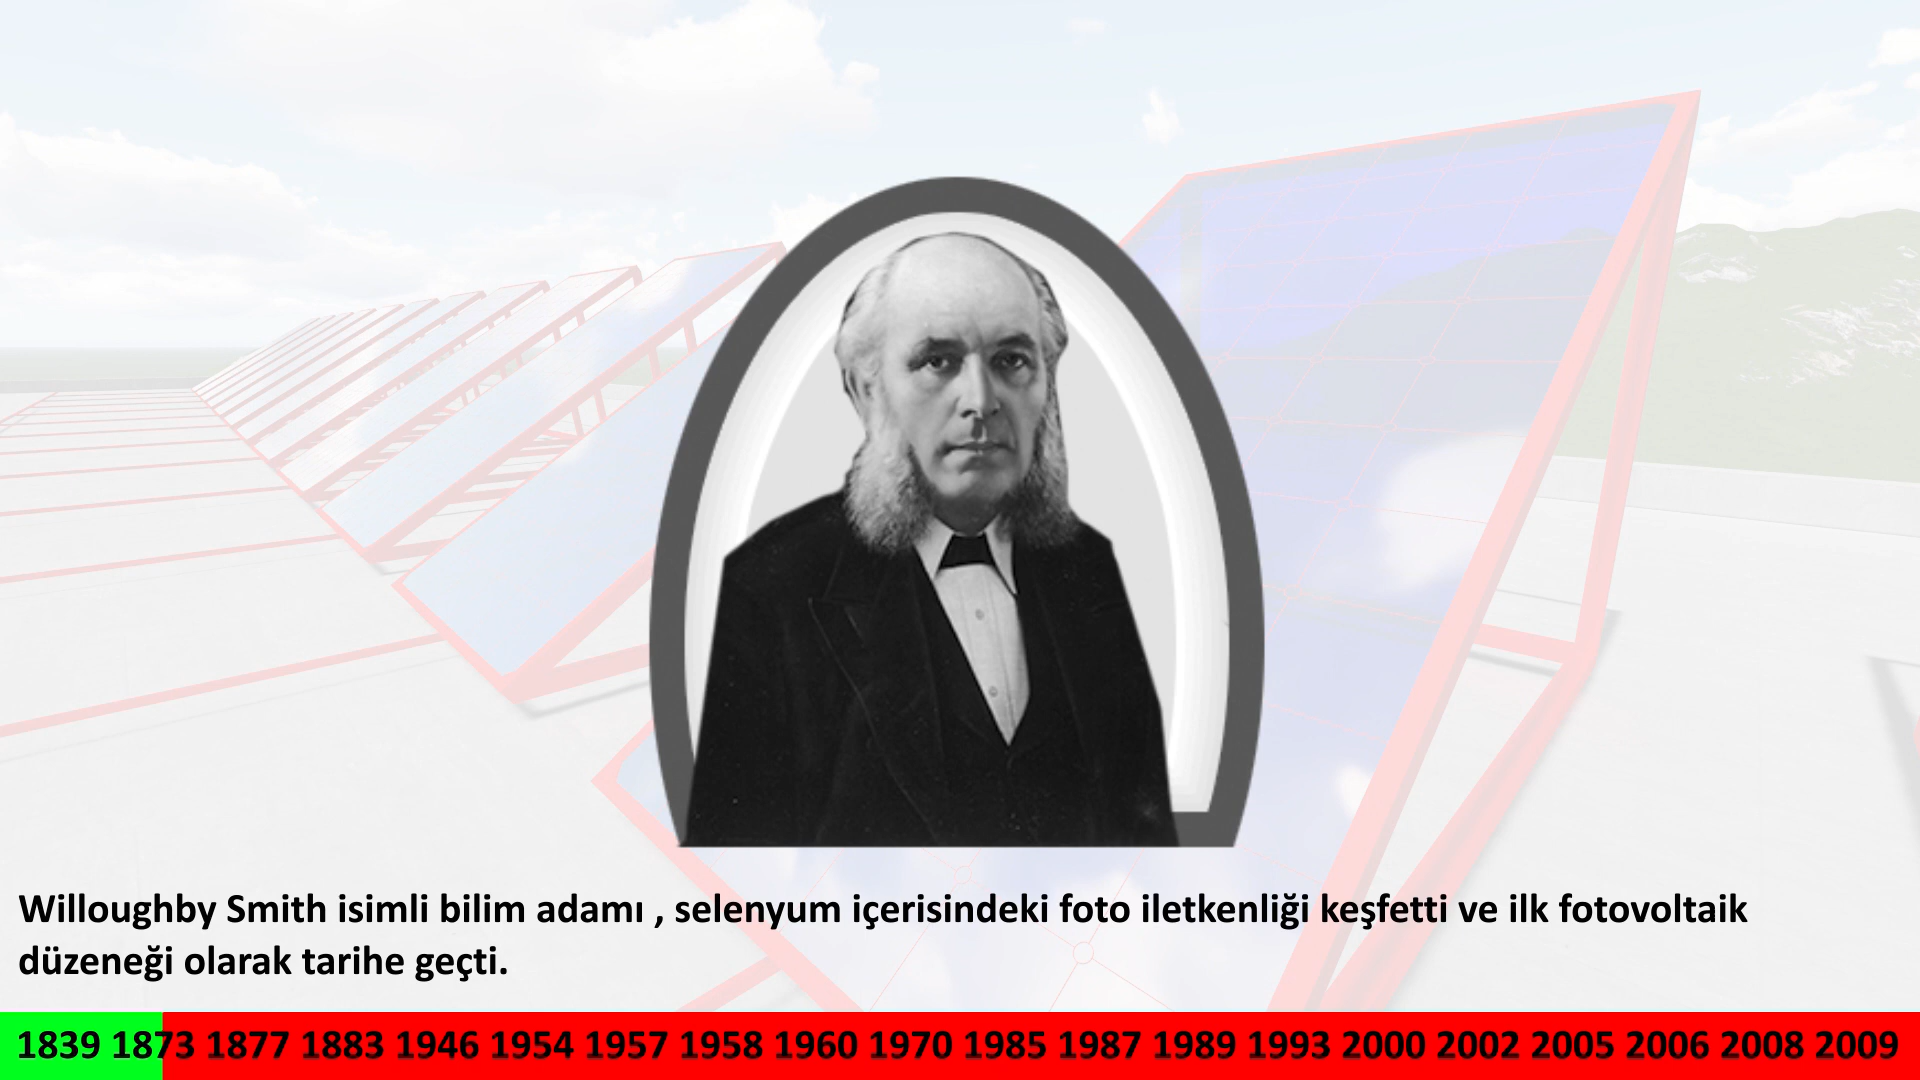 Willoughby Smith isimli bilim adamı , selenyum içerisindeki foto iletkenliği keşfetti ve ilk fotovoltaik
düzeneği olarak tarihe geçti.
1839 1873 1877 1883 1946 1954 1957 1958 1960 1970 1985 1987 1989 1993 2000 2002 2005 2006 2008 2009